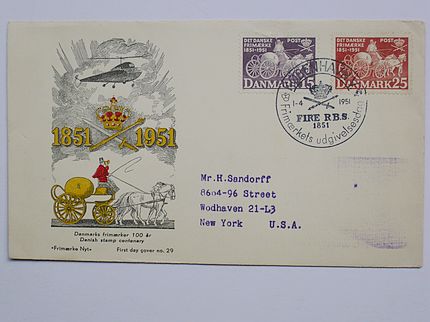 DET DANSKE POST
FRIMÆRKE
1851-1951
DANMARK 15
DET DANSKE POST
FRIMÆRKE
1851-1951
DANMARK 25
KØBENHAVN
1-4 1951
FIRE R.B.S.
1851
Frimærkets udgivelsesdag
1851 1951
Mr.H.Sandorff
8604-96 Street
Wodhaven 21-L3
New York U.S.A.
Danmarks frimærker 100 år
Danish stamp centenary
»Frimærke Nyt« First day cover no. 29